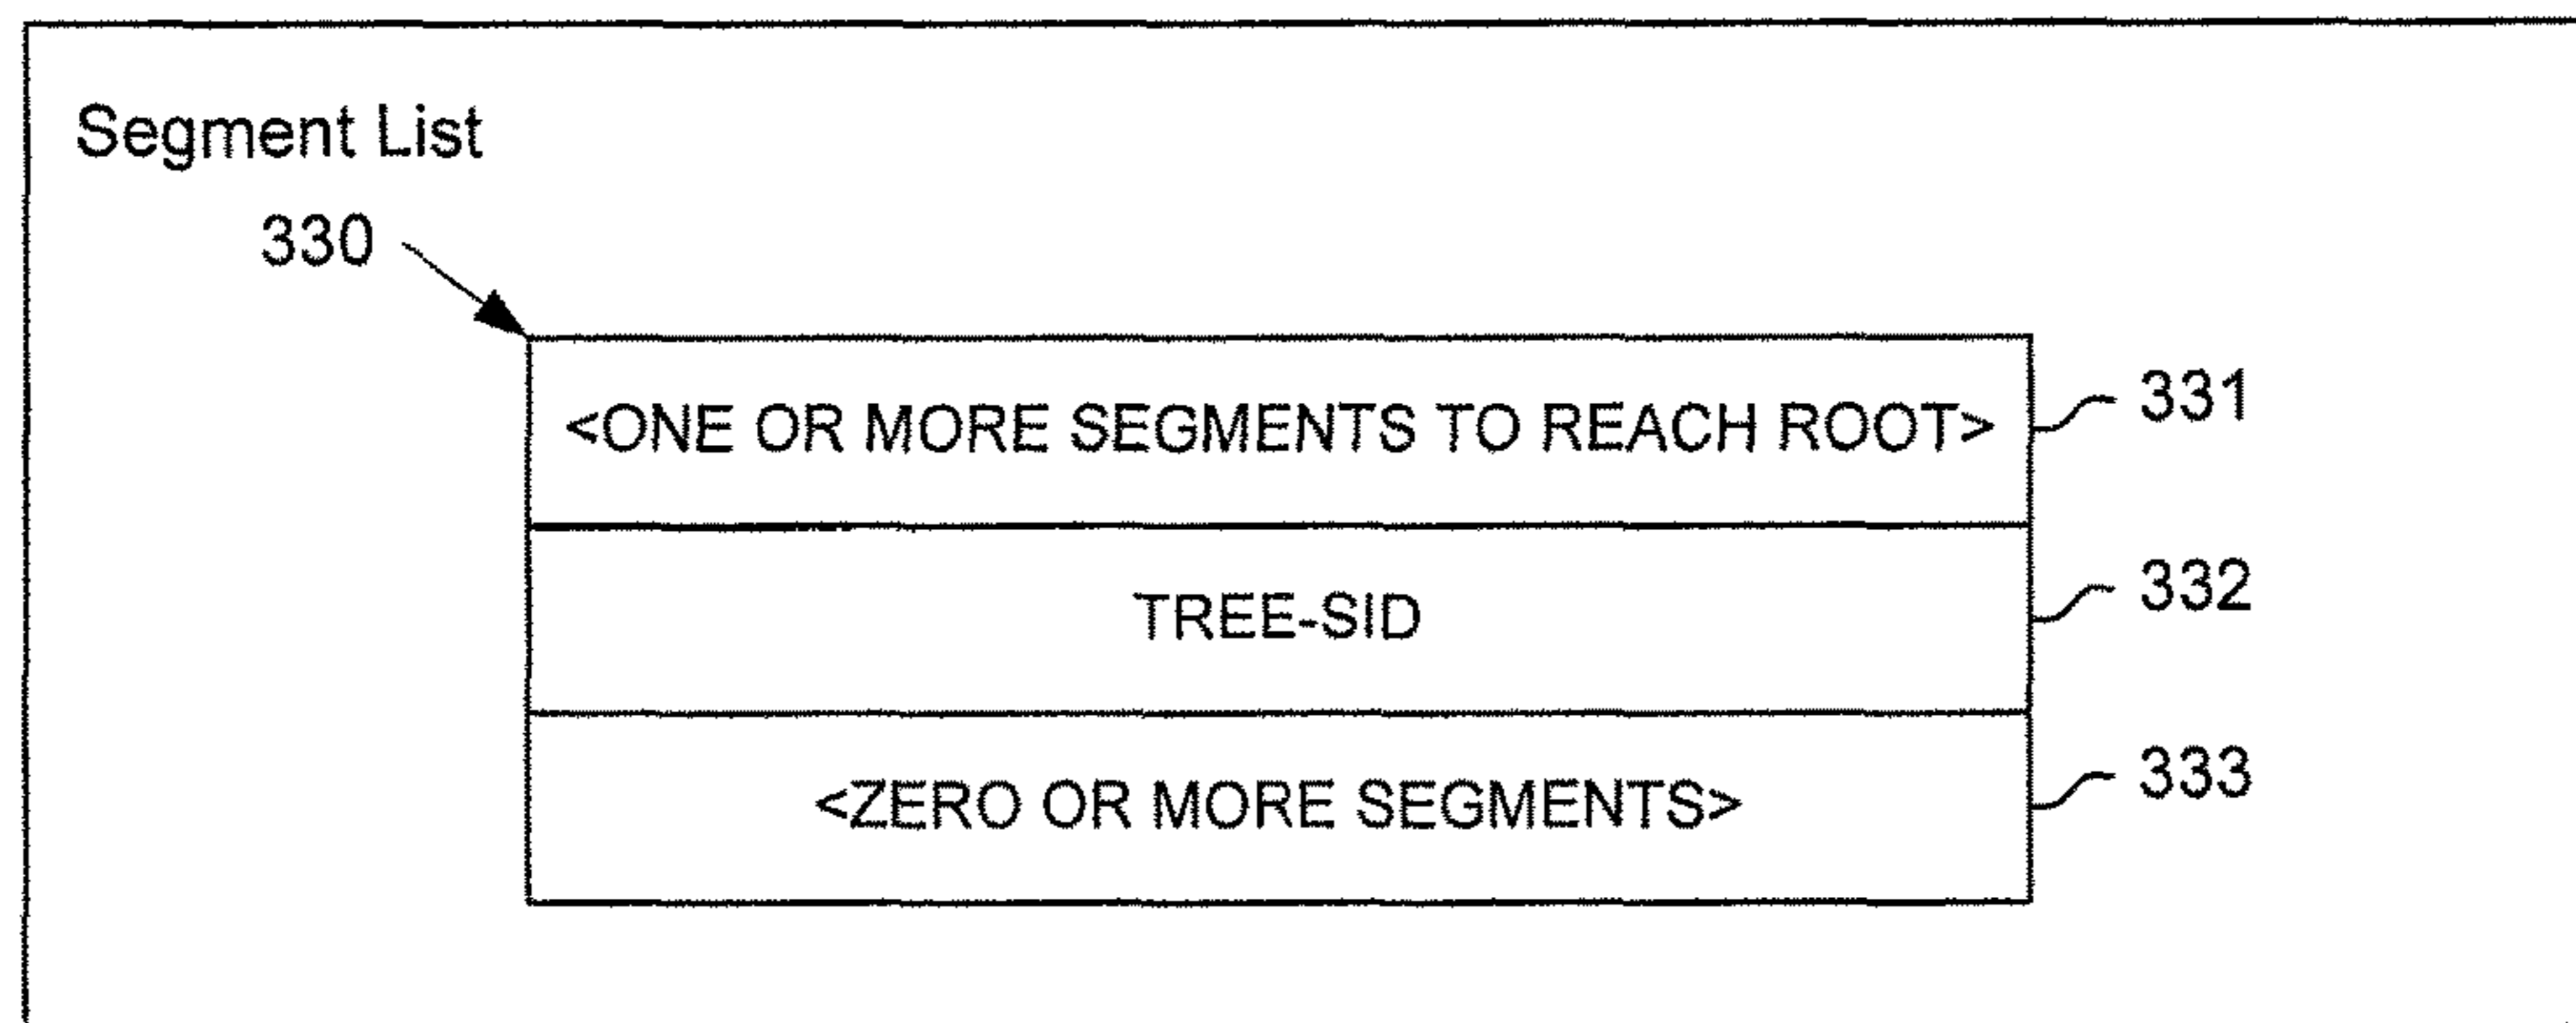 Segment List
330
<ONE OR MORE SEGMENTS TO REACH ROOT> 331
TREE-SID 332
<ZERO OR MORE SEGMENTS> 333